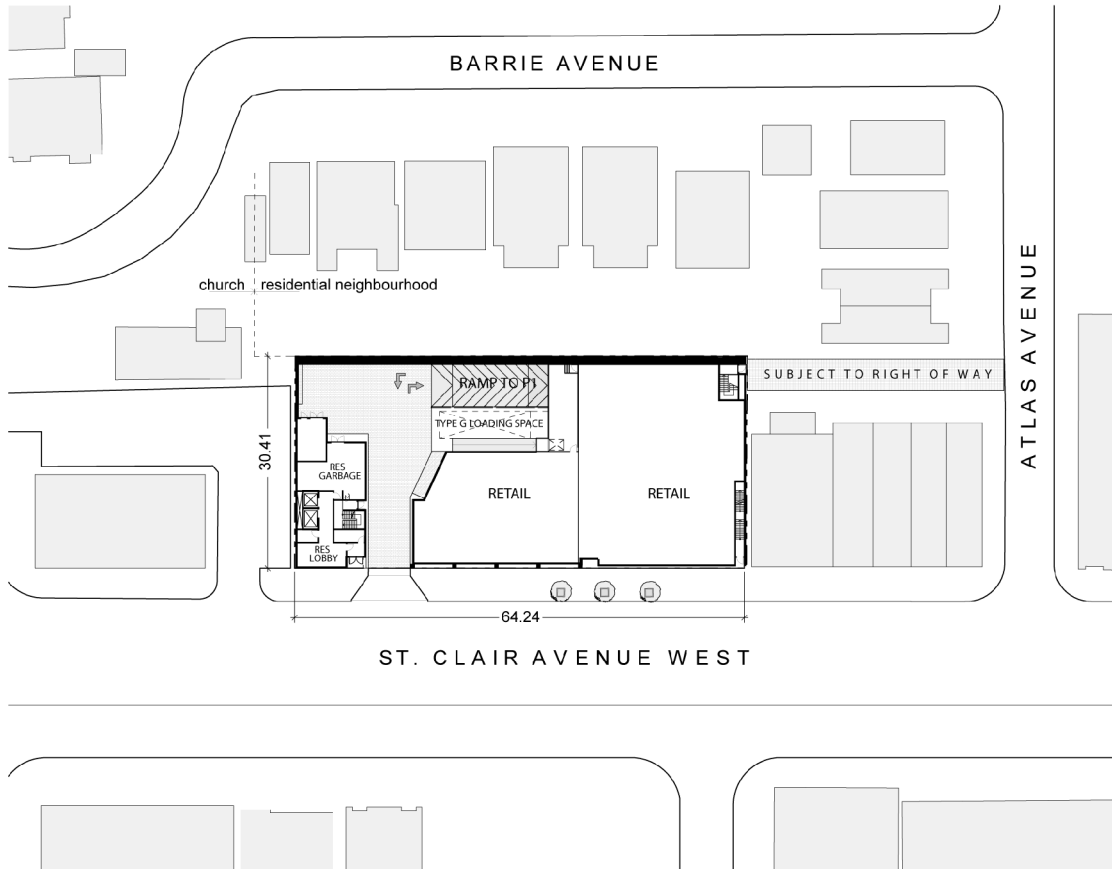 BARRIE AVENUE
church residential neighbourhood
ATLAS AVENUE
RAMP TO P1
SUBJECT TO RIGHT OF WAY
TYPE G LOADING SPACE
30.41
RES
GARBAGE
RETAIL
RETAIL
RES
LOBBY
64.24
ST. CLAIR AVENUE WEST